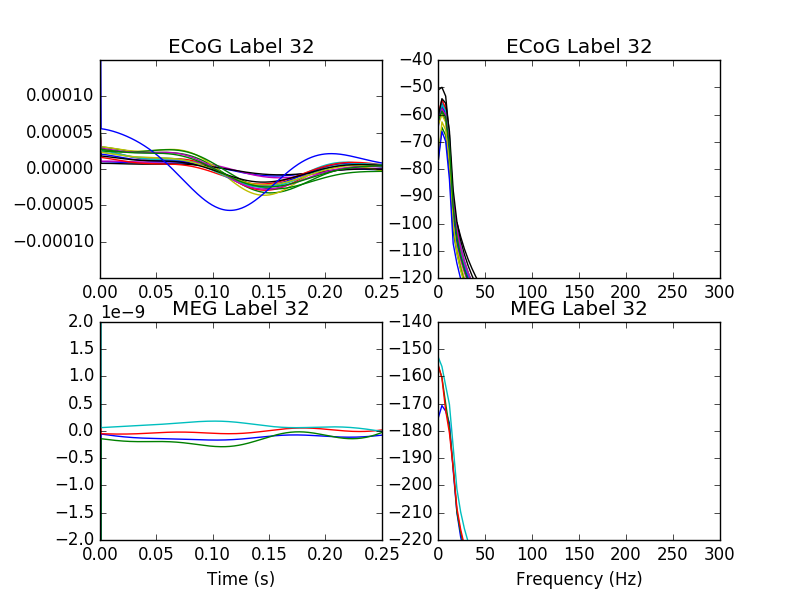 ECoG Label 32
0.00010
0.00005
0.00000
−0.00005
−0.00010
0.00 0.05 0.10 0.15 0.20 0.25
ECoG Label 32
−40
−50
−60
−70
−80
−90
−100
−110
−120
0 50 100 150 200 250 300
MEG Label 32
1e−9
2.0
1.5
1.0
0.5
0.0
−0.5
−1.0
−1.5
−2.0
0.00 0.05 0.10 0.15 0.20 0.25
Time (s)
MEG Label 32
−140
−150
−160
−170
−180
−190
−200
−210
−220
0 50 100 150 200 250 300
Frequency (Hz)